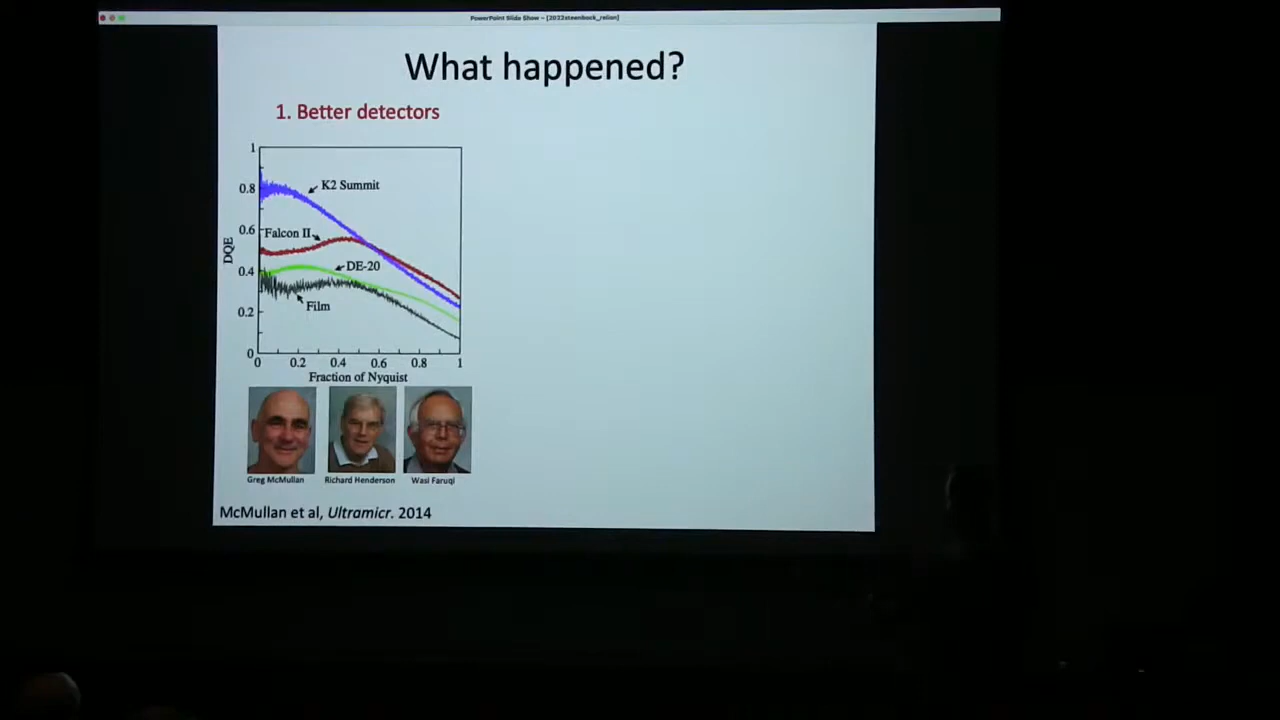 PowerPoint Slide Show – [2022steenbock_relion]
What happened?
1. Better detectors
1
0.8
0.6
0.4
0.2
0
DQE
K2 Summit
Falcon II
DE-20
Film
0 0.2 0.4 0.6 0.8 1
Fraction of Nyquist
Greg McMullan Richard Henderson Wasi Faruqi
McMullan et al, Ultramicr. 2014